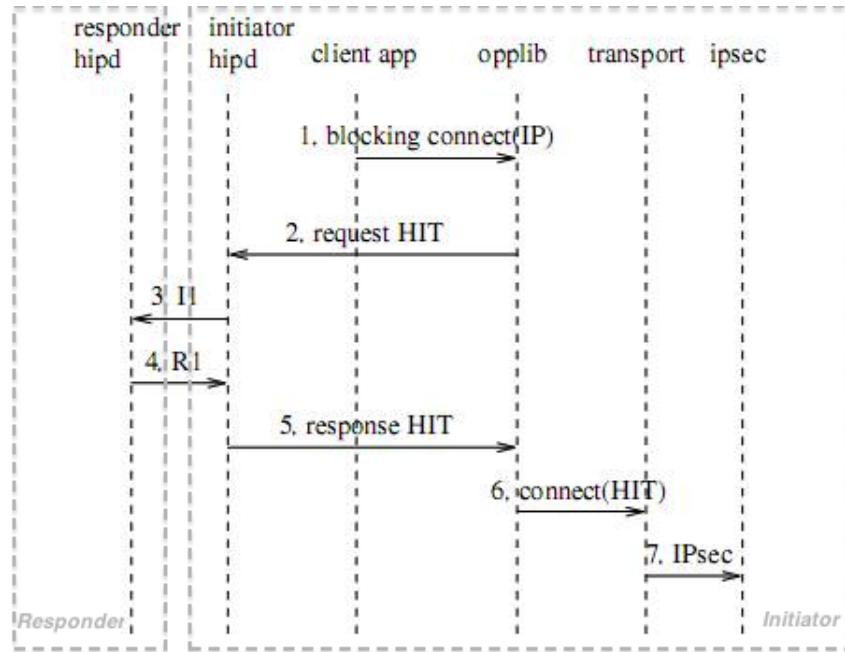 responder
hipd
initiator
hipd
client app
opplib
transport
ipsec
1. blocking connect(IP)
2. request HIT
3. I1
4. R1
5. response HIT
6. connect(HIT)
7. IPsec
Responder
Initiator